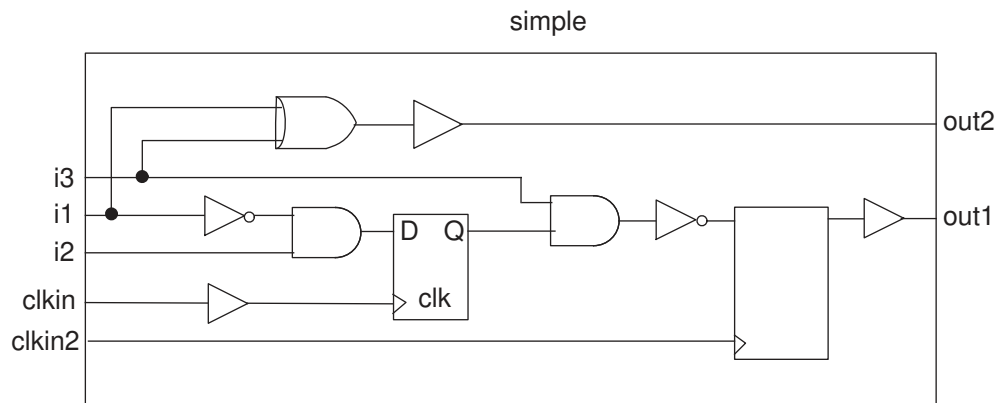 simple
out2
i3
i1
out1
D Q
i2
clkin
clk
clkin2